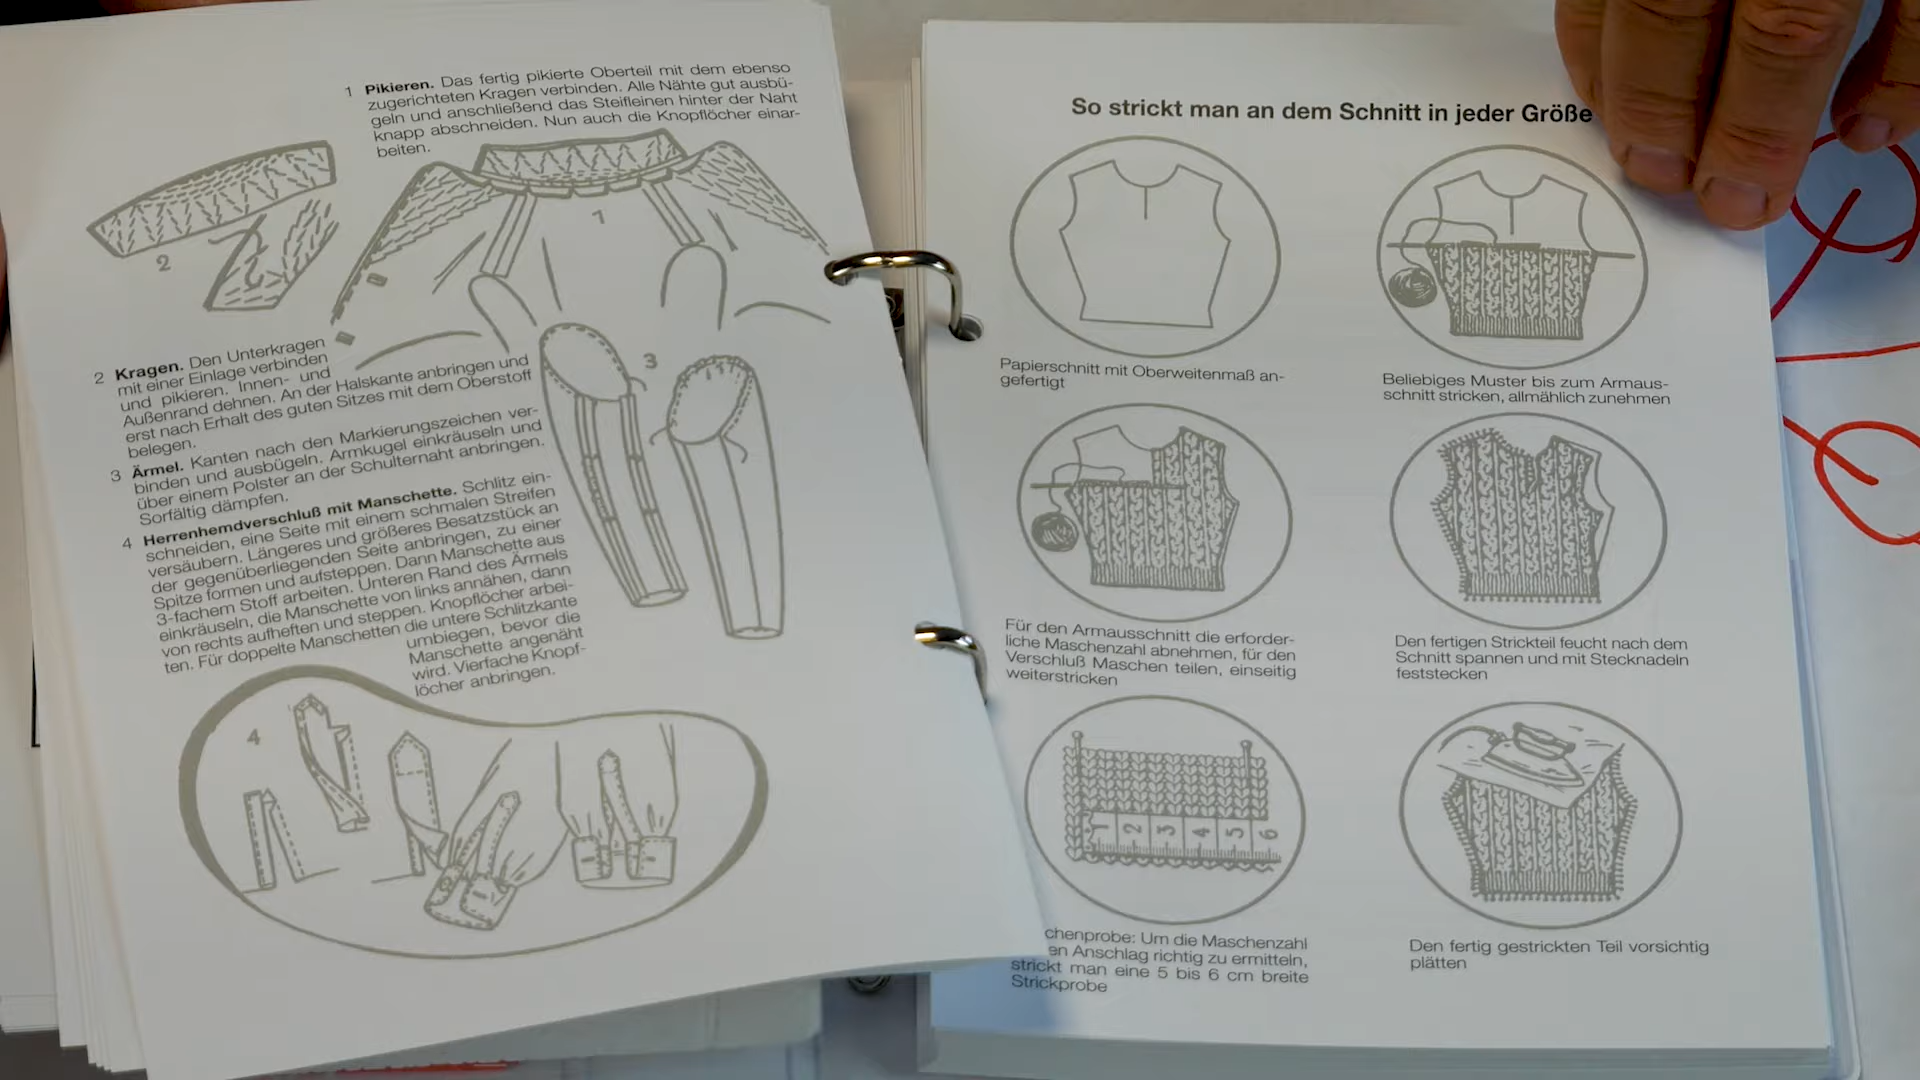 1 Pikieren. Das fertig pikierte Oberteil mit dem ebenso
zugerichteten Kragen verbinden. Alle Nähte gut ausbü-
geln und anschließend das Steifleinen hinter der Naht
knapp abschneiden. Nun auch die Knopflöcher einar-
beiten.
1
2
2 Kragen. Den Unterkragen
mit einer Einlage verbinden
und pikieren. Innen- und
Außenrand dehnen. An der Halskante anbringen und
erst nach Erhalt des guten Sitzes mit dem Oberstoff
belegen.
3
3 Ärmel. Kanten nach den Markierungszeichen ver-
binden und ausbügeln. Armkugel einkräuseln und
über einem Polster an der Schulternaht anbringen.
Sorfältig dämpfen.
4 Herrenhemdverschluß mit Manschette. Schlitz ein-
schneiden, eine Seite mit einem schmalen Streifen
versäubern. Längeres und größeres Besatzstück an
der gegenüberliegenden Seite anbringen, zu einer
Spitze formen und aufsteppen. Dann Manschette aus
3-fachem Stoff arbeiten. Unteren Rand des Ärmels
einkräuseln, die Manschette von links annähen, dann
von rechts aufheften und steppen. Knopflöcher arbei-
ten. Für doppelte Manschetten die untere Schlitzkante
umbiegen, bevor die
Manschette angenäht
wird. Vierfache Knopf-
löcher anbringen.
4
So strickt man an dem Schnitt in jeder Größe
Papierschnitt mit Oberweitenmaß an-
gefertigt
Beliebiges Muster bis zum Armaus-
schnitt stricken, allmählich zunehmen
Für den Armausschnitt die erforder-
liche Maschenzahl abnehmen, für den
Verschluß Maschen teilen, einseitig
weiterstricken
Den fertigen Strickteil feucht nach dem
Schnitt spannen und mit Stecknadeln
feststecken
1 2 3 4 5 6
chenprobe: Um die Maschenzahl
en Anschlag richtig zu ermitteln,
strickt man eine 5 bis 6 cm breite
Strickprobe
Den fertig gestrickten Teil vorsichtig
plätten